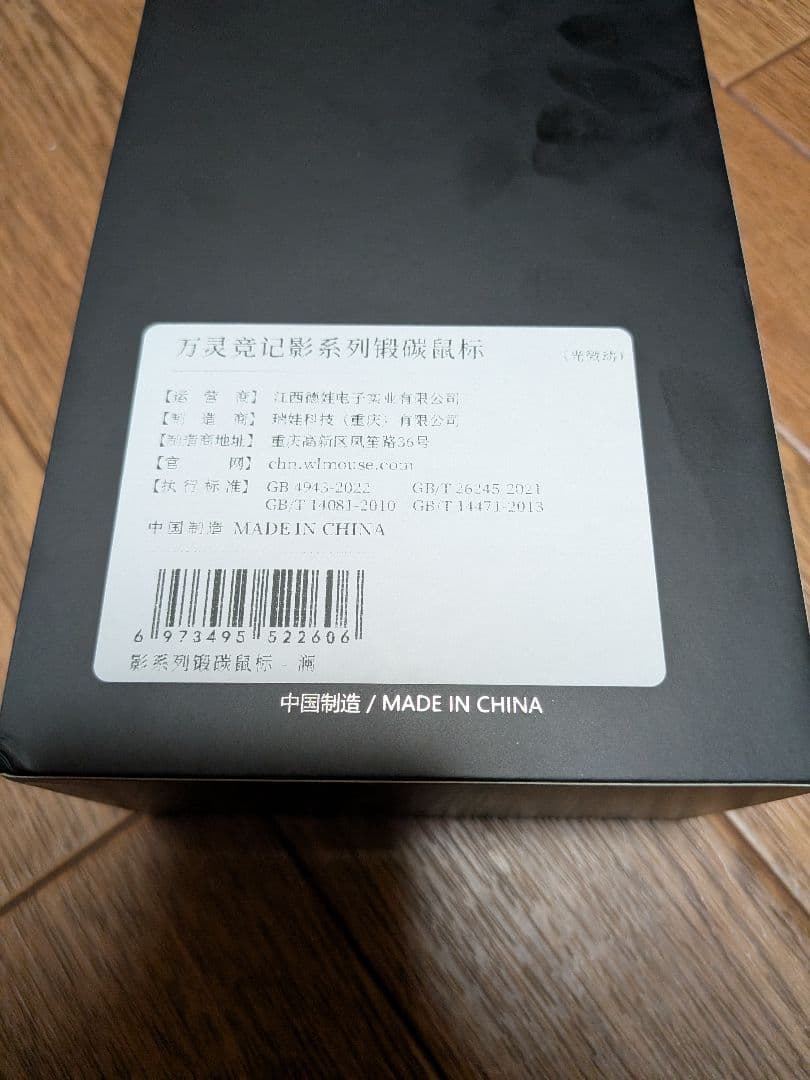 万灵竞记影系列锻碳鼠标 (光微动)
【运营商】 江西德娃电子实业有限公司
【制造商】 瑞娃科技（重庆）有限公司
【制造商地址】 重庆高新区凤笙路36号
【官网】 chn.wlmouse.com
【执行标准】 GB 4943-2022 GB/T 26245-2021
GB/T 14081-2010 GB/T 14471-2013
中国制造 MADE IN CHINA
6 973495 522606
影系列锻碳鼠标 - 澜
中国制造 / MADE IN CHINA